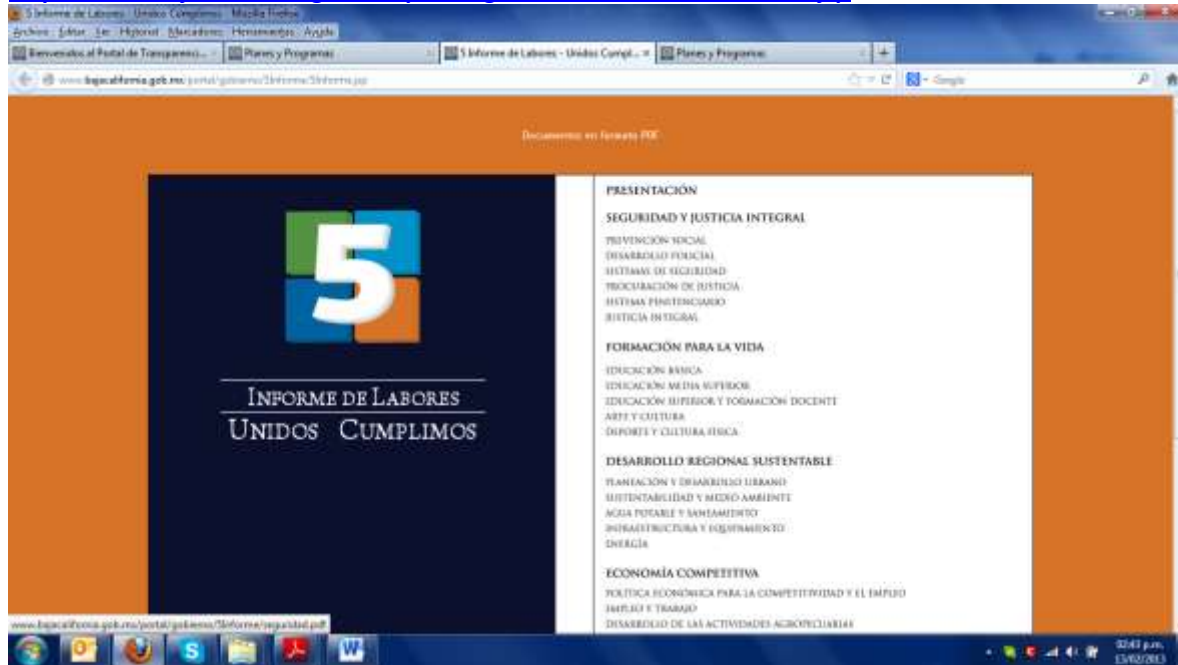 5 Informe de Labores - Unidos Cumplimos - Mozilla Firefox
Archivo Editar Ver Historial Marcadores Herramientas Ayuda
Bienvenidos al Portal de Transparenci... Planes y Programas 5 Informe de Labores - Unidos Cumpl... × Planes y Programas +
www.bajacalifornia.gob.mx/portal/gobierno/5Informe/5Informe.jsp Google
Documentos en formato PDF
5
INFORME DE LABORES
UNIDOS CUMPLIMOS
PRESENTACIÓN
SEGURIDAD Y JUSTICIA INTEGRAL
PREVENCIÓN SOCIAL
DESARROLLO POLICIAL
SISTEMAS DE SEGURIDAD
PROCURACIÓN DE JUSTICIA
SISTEMA PENITENCIARIO
JUSTICIA INTEGRAL
FORMACIÓN PARA LA VIDA
EDUCACIÓN BÁSICA
EDUCACIÓN MEDIA SUPERIOR
EDUCACIÓN SUPERIOR Y FORMACIÓN DOCENTE
ARTE Y CULTURA
DEPORTE Y CULTURA FÍSICA
DESARROLLO REGIONAL SUSTENTABLE
PLANEACIÓN Y DESARROLLO URBANO
SUSTENTABILIDAD Y MEDIO AMBIENTE
AGUA POTABLE Y SANEAMIENTO
INFRAESTRUCTURA Y EQUIPAMIENTO
ENERGÍA
ECONOMÍA COMPETITIVA
POLÍTICA ECONÓMICA PARA LA COMPETITIVIDAD Y EL EMPLEO
EMPLEO Y TRABAJO
DESARROLLO DE LAS ACTIVIDADES AGROPECUARIAS
www.bajacalifornia.gob.mx/portal/gobierno/5Informe/seguridad.pdf
02:43 p.m.
13/02/2013